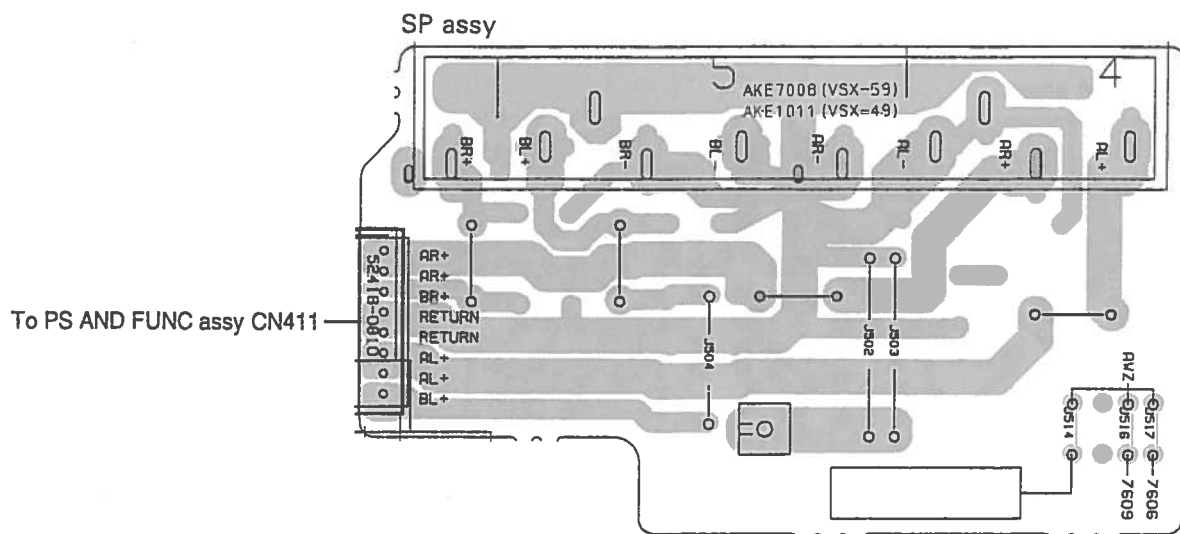 SP assy
5
4
AKE7008 (VSX-59)
AKE1011 (VSX-49)
BR+
BL+
BR-
BL-
AR-
AL-
AR+
AL+
52418-0810
AR+
AR+
BR+
RETURN
RETURN
AL+
AL+
BL+
To PS AND FUNC assy CN411
J504
J502
J503
AWZ
J514
J516
J517
-7609
-7606